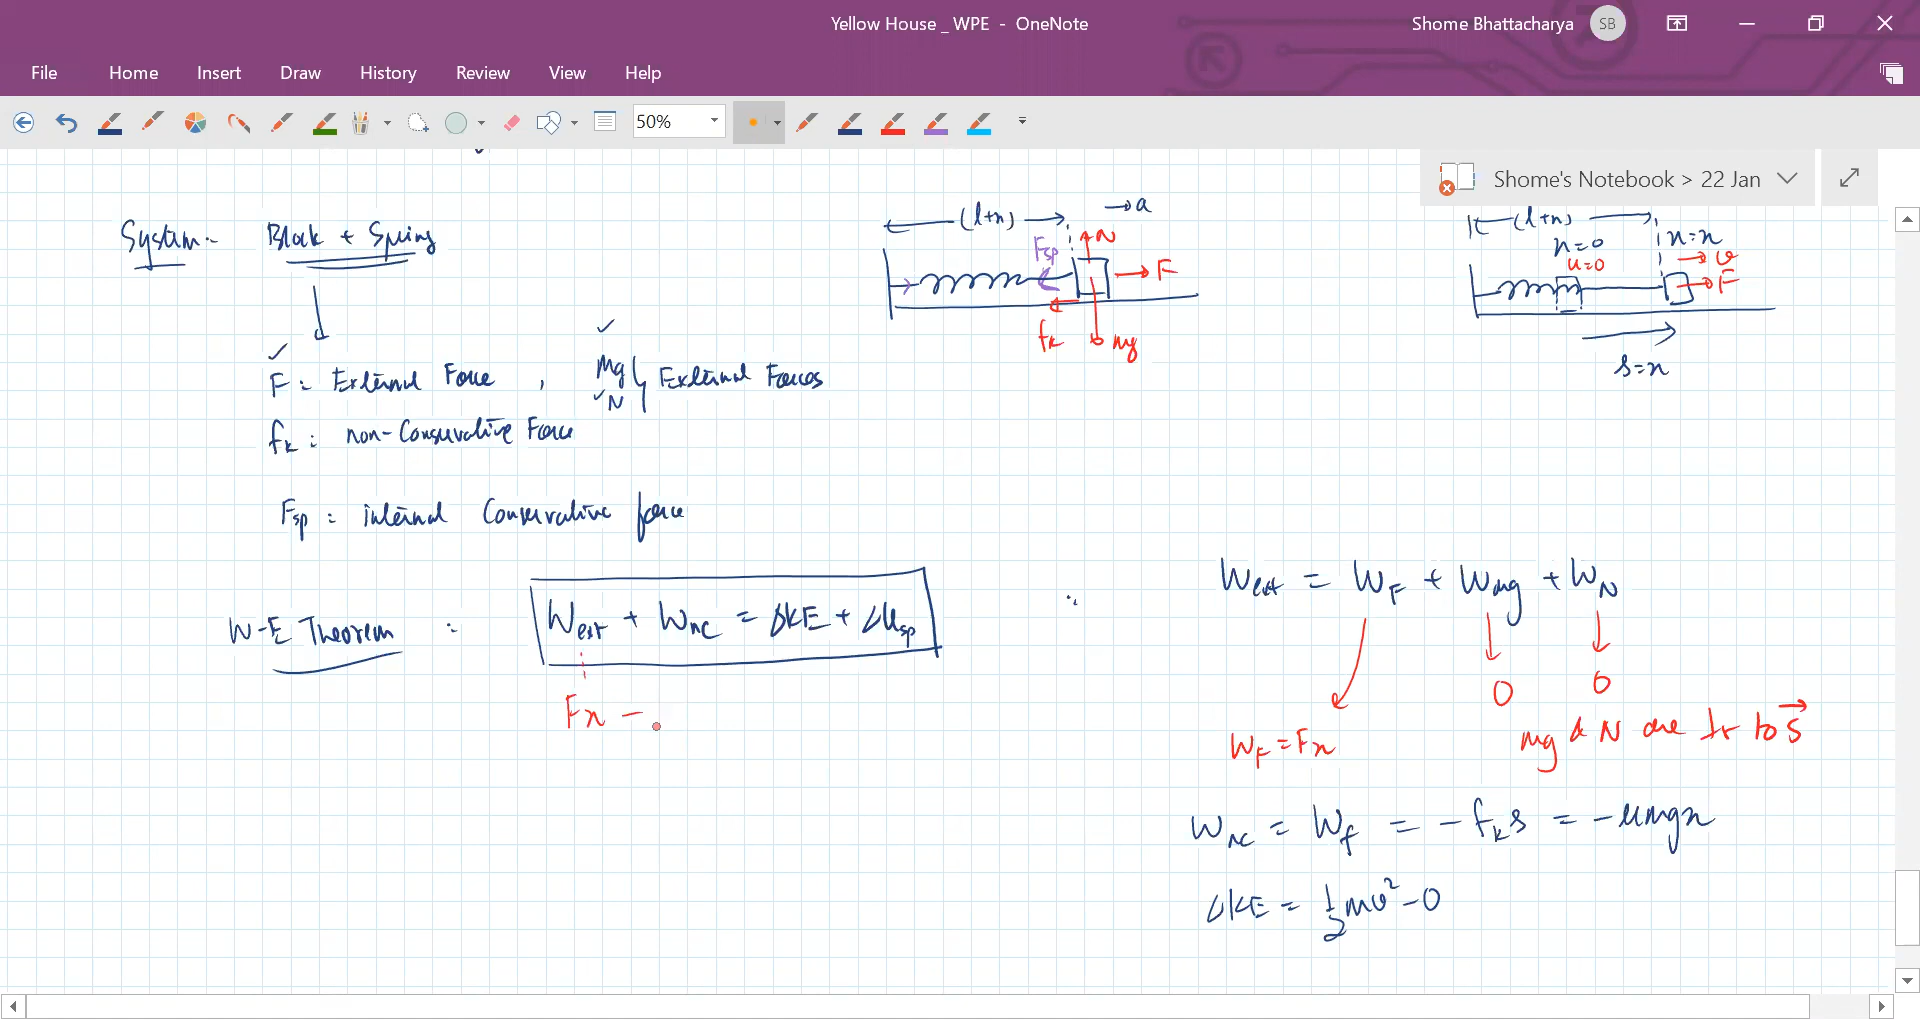 Yellow House _ WPE - OneNote
Shome Bhattacharya SB
File Home Insert Draw History Review View Help
50%
Shome's Notebook > 22 Jan
System:- Block + Spring
(l+x) → a
Fsp N F
fk mg
(l+x)
x=0 x=x
u=0 → v
→ F
s=x
F = External Force , Mg N } External Forces
fk : non-Conservative Force
Fsp = internal Conservative force
W-E Theorem : Wext + Wnc = ΔKE + ΔUsp
Fx -
∵ Wext = WF + Wmg + WN
0 0
WF = Fx
mg & N are ⊥r to s⃗
Wnc = Wf = - fk s = - μmgx
ΔKE = ½mv² - 0